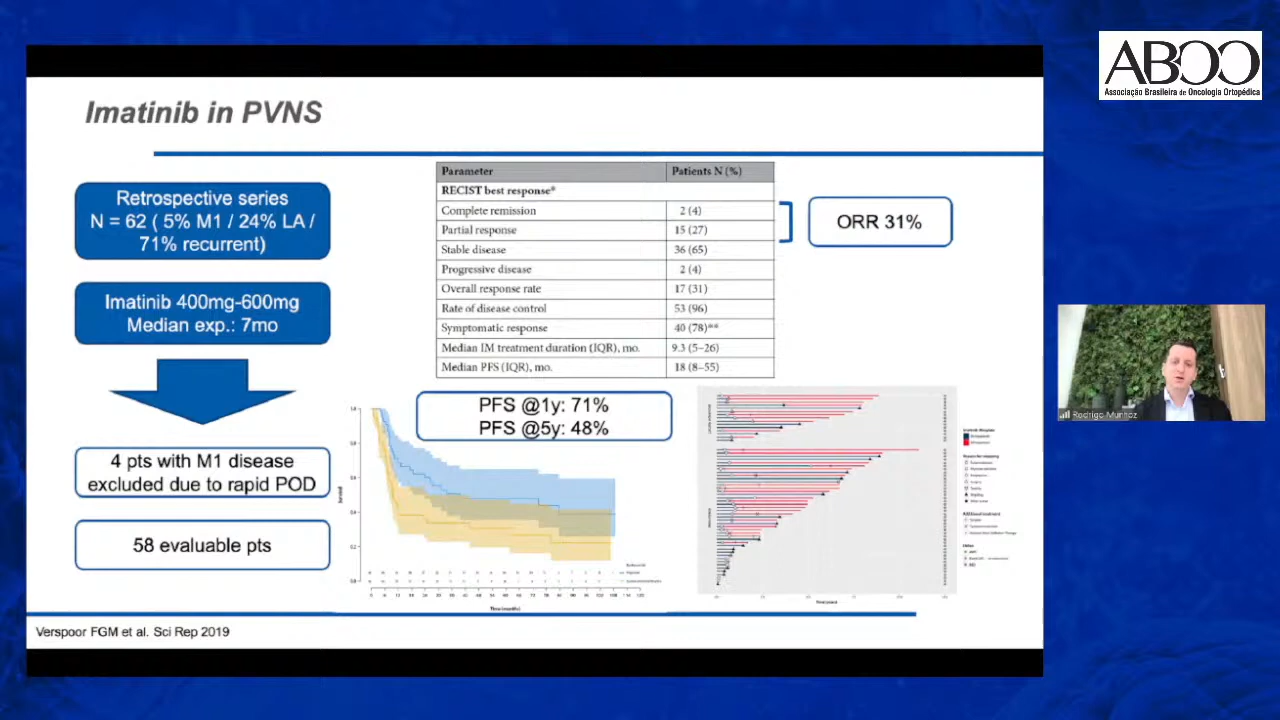 ABOO
Associação Brasileira de Oncologia Ortopédica
Imatinib in PVNS
Retrospective series
N = 62 ( 5% M1 / 24% LA /
71% recurrent)
Imatinib 400mg-600mg
Median exp.: 7mo
4 pts with M1 disease
excluded due to rapid POD
58 evaluable pts
Parameter Patients N (%)
RECIST best response*
Complete remission 2 (4)
Partial response 15 (27)
Stable disease 36 (65)
Progressive disease 2 (4)
Overall response rate 17 (31)
Rate of disease control 53 (96)
Symptomatic response 40 (78)**
Median IM treatment duration (IQR), mo. 9.3 (5–26)
Median PFS (IQR), mo. 18 (8–55)
ORR 31%
PFS @1y: 71%
PFS @5y: 48%
Time (months)
Verspoor FGM et al. Sci Rep 2019
Rodrigo Munhoz